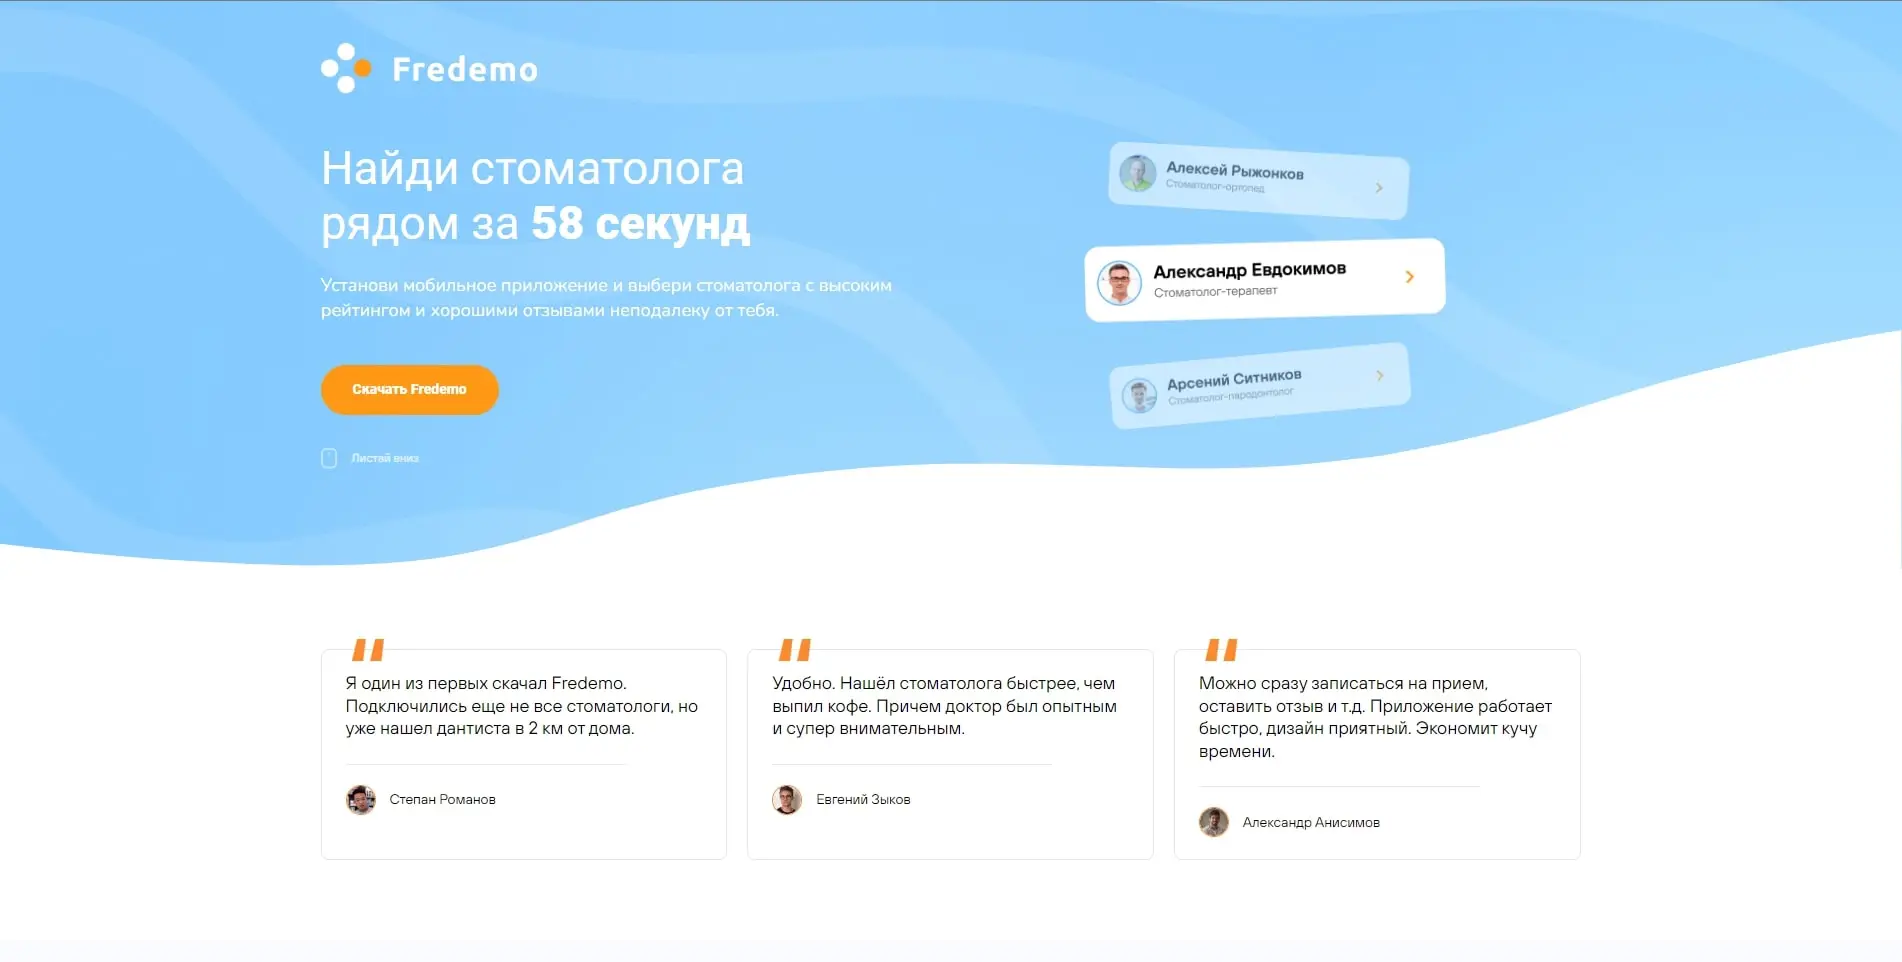 Fredemo
Найди стоматолога
рядом за 58 секунд
Установи мобильное приложение и выбери стоматолога с высоким
рейтингом и хорошими отзывами неподалеку от тебя.
Скачать Fredemo
Листай вниз
Алексей Рыжонков
Стоматолог-ортопед
Александр Евдокимов
Стоматолог-терапевт
Арсений Ситников
Стоматолог-пародонтолог
Я один из первых скачал Fredemo.
Подключились еще не все стоматологи, но
уже нашел дантиста в 2 км от дома.
Степан Романов
Удобно. Нашёл стоматолога быстрее, чем
выпил кофе. Причем доктор был опытным
и супер внимательным.
Евгений Зыков
Можно сразу записаться на прием,
оставить отзыв и т.д. Приложение работает
быстро, дизайн приятный. Экономит кучу
времени.
Александр Анисимов